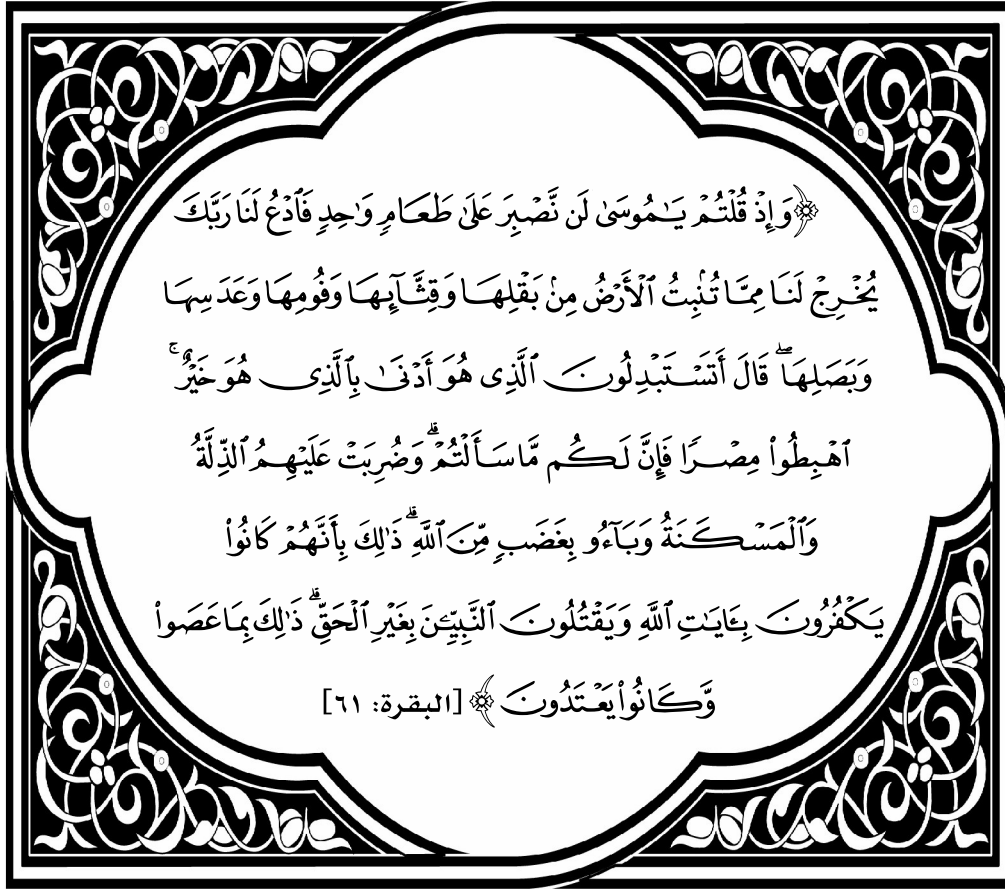 ﴿وَإِذۡ قُلۡتُمۡ يَٰمُوسَىٰ لَن نَّصۡبِرَ عَلَىٰ طَعَامٖ وَٰحِدٖ فَٱدۡعُ لَنَا رَبَّكَ
يُخۡرِجۡ لَنَا مِمَّا تُنۢبِتُ ٱلۡأَرۡضُ مِنۢ بَقۡلِهَا وَقِثَّآئِهَا وَفُومِهَا وَعَدَسِهَا
وَبَصَلِهَاۖ قَالَ أَتَسۡتَبۡدِلُونَ ٱلَّذِي هُوَ أَدۡنَىٰ بِٱلَّذِي هُوَ خَيۡرٌۚ
ٱهۡبِطُواْ مِصۡرٗا فَإِنَّ لَكُم مَّا سَأَلۡتُمۡۗ وَضُرِبَتۡ عَلَيۡهِمُ ٱلذِّلَّةُ
وَٱلۡمَسۡكَنَةُ وَبَآءُو بِغَضَبٖ مِّنَ ٱللَّهِۗ ذَٰلِكَ بِأَنَّهُمۡ كَانُواْ
يَكۡفُرُونَ بِـَٔايَٰتِ ٱللَّهِ وَيَقۡتُلُونَ ٱلنَّبِيِّـۧنَ بِغَيۡرِ ٱلۡحَقِّۗ ذَٰلِكَ بِمَا عَصَواْ
وَّكَانُواْ يَعۡتَدُونَ﴾ [البقرة: ٦١]